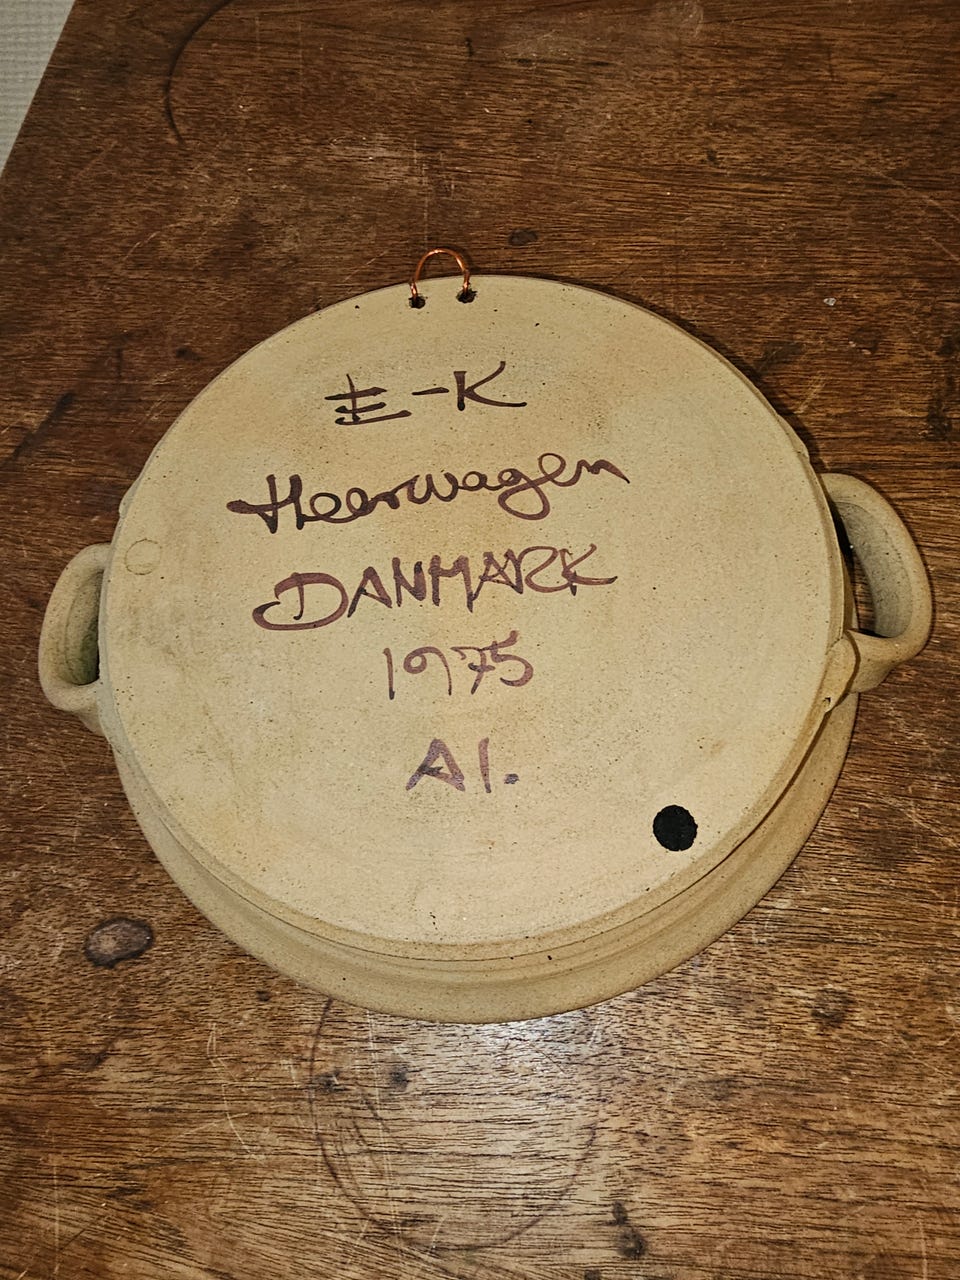 E-K
Heerwagen
DANMARK
1975
A1.